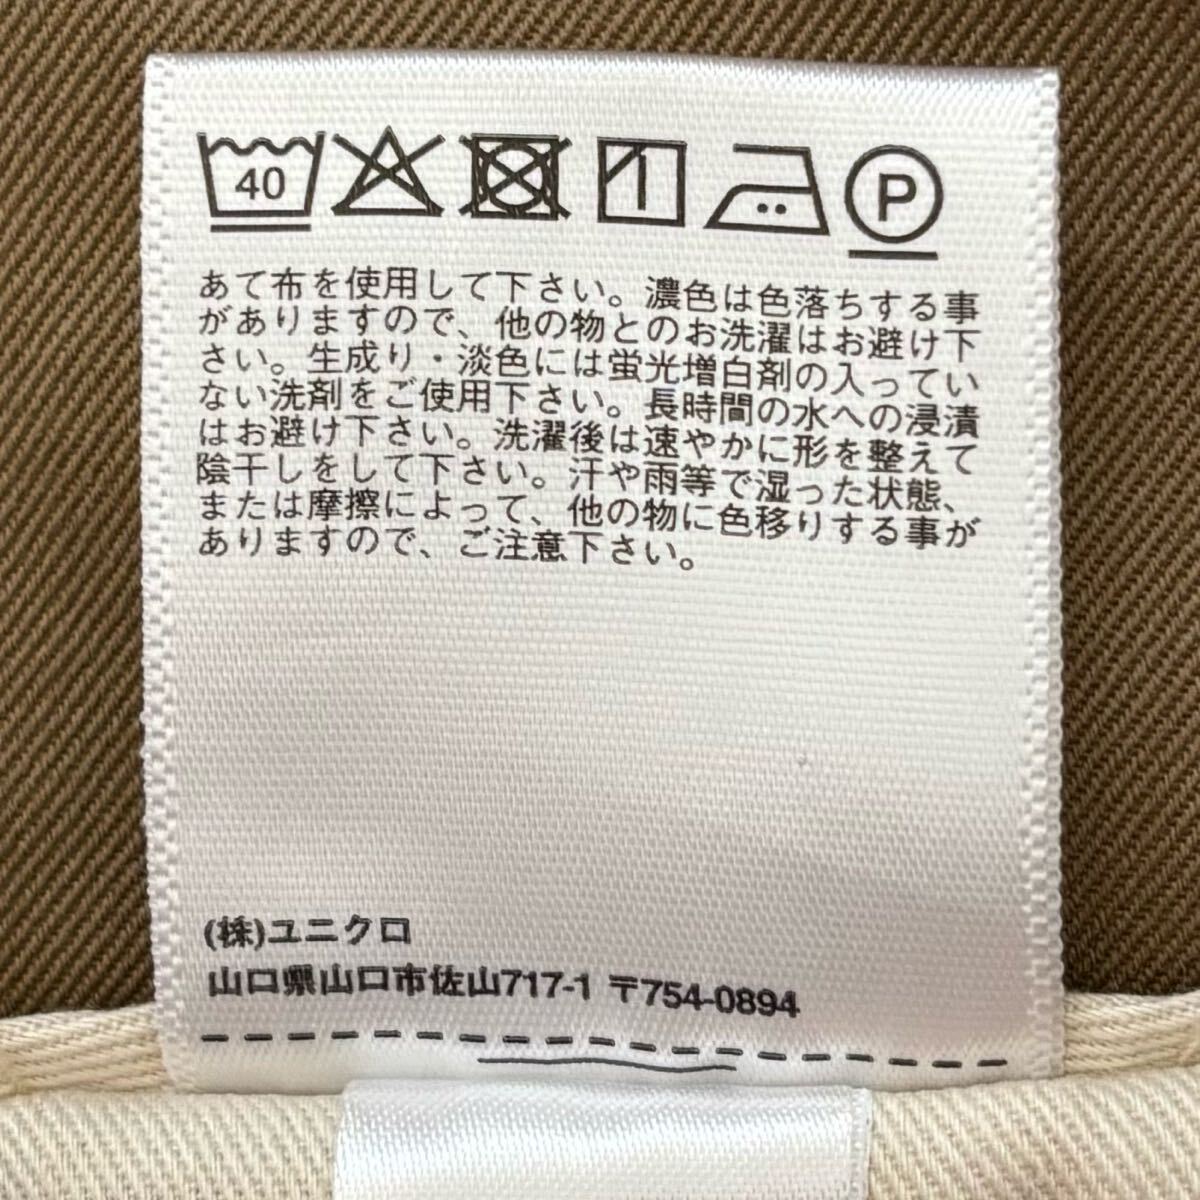 40 P
あて布を使用して下さい。濃色は色落ちする事
がありますので、他の物とのお洗濯はお避け下
さい。生成り・淡色には蛍光増白剤の入ってい
ない洗剤をご使用下さい。長時間の水への浸漬
はお避け下さい。洗濯後は速やかに形を整えて
陰干しをして下さい。汗や雨等で湿った状態、
または摩擦によって、他の物に色移りする事が
ありますので、ご注意下さい。
(株)ユニクロ
山口県山口市佐山717-1 〒754-0894